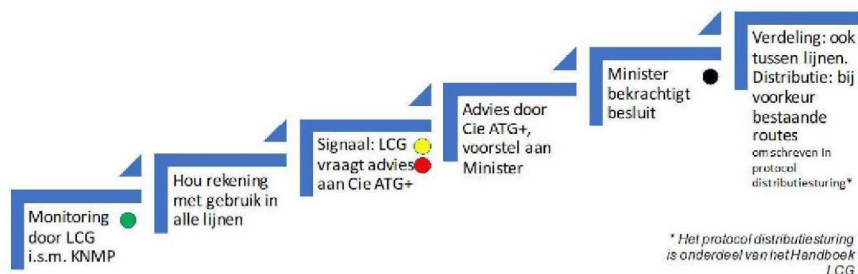 Monitoring
door LCG
i.s.m. KNMP
Hou rekening
met gebruik in
alle lijnen
Signaal: LCG
vraagt advies
aan Cie ATG+
Advies door
Cie ATG+,
voorstel aan
Minister
Minister
bekrachtigt
besluit
Verdeling: ook
tussen lijnen.
Distributie: bij
voorkeur
bestaande
routes
omschreven in
protocol
distributiesturing*
* Het protocol distributiesturing
is onderdeel van het Handboek
LCG